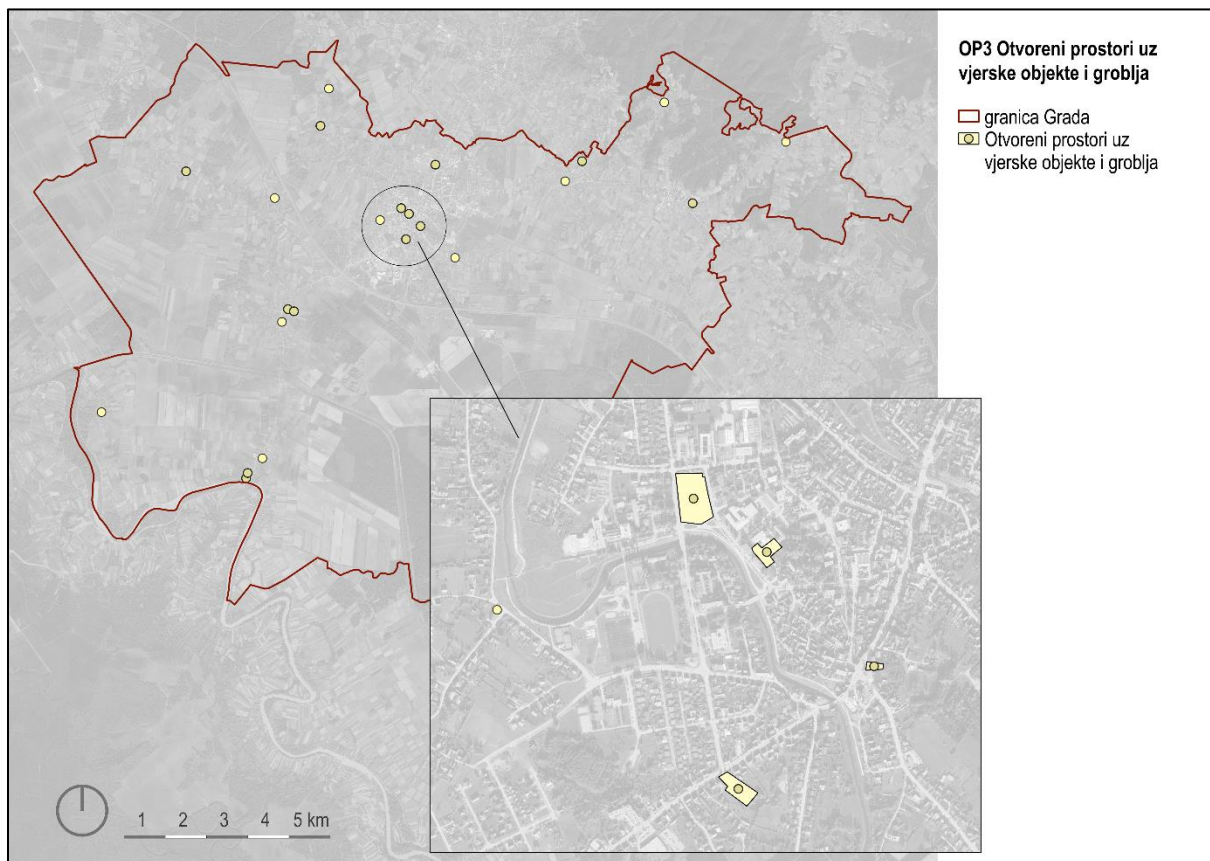 OP3 Otvoreni prostori uz
vjerske objekte i groblja
granica Grada
Otvoreni prostori uz
vjerske objekte i groblja
1 2 3 4 5 km